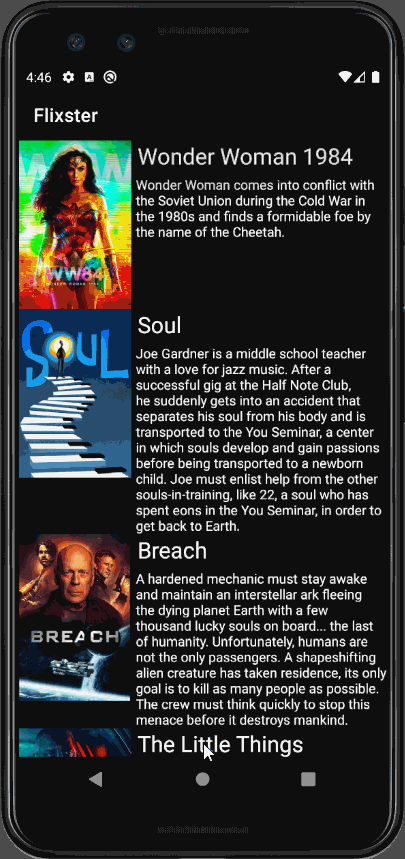 4:46
Flixster
Wonder Woman 1984
Wonder Woman comes into conflict with
the Soviet Union during the Cold War in
the 1980s and finds a formidable foe by
the name of the Cheetah.
WW84
Soul
SOUL
Joe Gardner is a middle school teacher
with a love for jazz music. After a
successful gig at the Half Note Club,
he suddenly gets into an accident that
separates his soul from his body and is
transported to the You Seminar, a center
in which souls develop and gain passions
before being transported to a newborn
child. Joe must enlist help from the other
souls-in-training, like 22, a soul who has
spent eons in the You Seminar, in order to
get back to Earth.
Breach
BREACH
A hardened mechanic must stay awake
and maintain an interstellar ark fleeing
the dying planet Earth with a few
thousand lucky souls on board... the last
of humanity. Unfortunately, humans are
not the only passengers. A shapeshifting
alien creature has taken residence, its only
goal is to kill as many people as possible.
The crew must think quickly to stop this
menace before it destroys mankind.
The Little Things